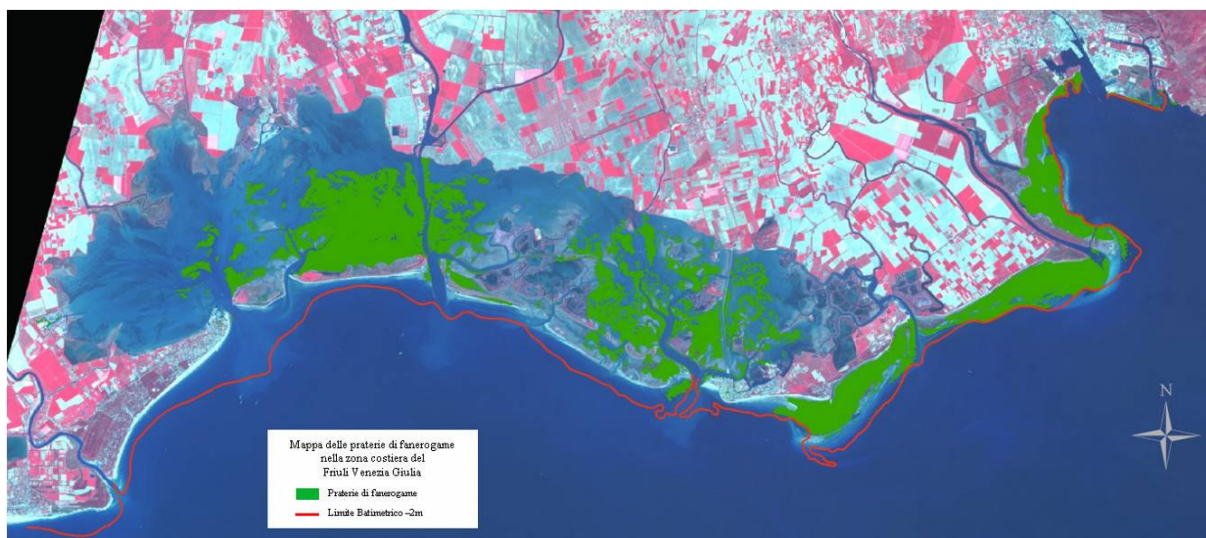 N
Mappa delle praterie di fanerogame
nella zona costiera del
Friuli Venezia Giulia
Praterie di fanerogame
Limite Batimetrico -2m